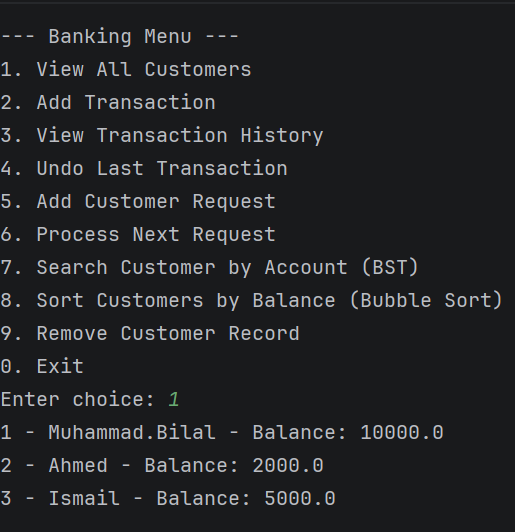 --- Banking Menu ---
1. View All Customers
2. Add Transaction
3. View Transaction History
4. Undo Last Transaction
5. Add Customer Request
6. Process Next Request
7. Search Customer by Account (BST)
8. Sort Customers by Balance (Bubble Sort)
9. Remove Customer Record
0. Exit
Enter choice: 1
1 - Muhammad.Bilal - Balance: 10000.0
2 - Ahmed - Balance: 2000.0
3 - Ismail - Balance: 5000.0